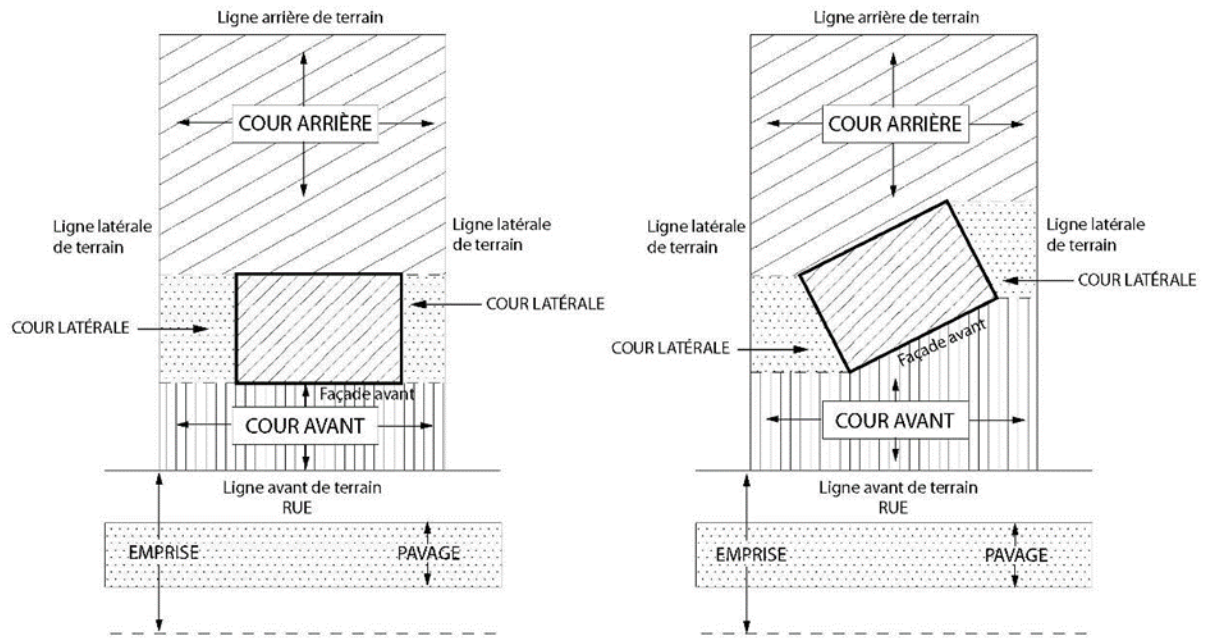 Ligne arrière de terrain
COUR ARRIÈRE
Ligne latérale
de terrain
Ligne latérale
de terrain
COUR LATÉRALE
COUR LATÉRALE
Façade avant
COUR AVANT
Ligne avant de terrain
RUE
EMPRISE
PAVAGE
Ligne arrière de terrain
COUR ARRIÈRE
Ligne latérale
de terrain
Ligne latérale
de terrain
COUR LATÉRALE
COUR LATÉRALE
Façade avant
COUR AVANT
Ligne avant de terrain
RUE
EMPRISE
PAVAGE